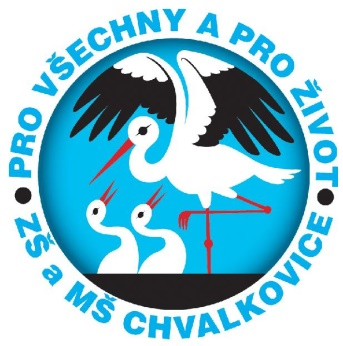 PRO VŠECHNY A PRO ŽIVOT
ZŠ a MŠ CHVALKOVICE